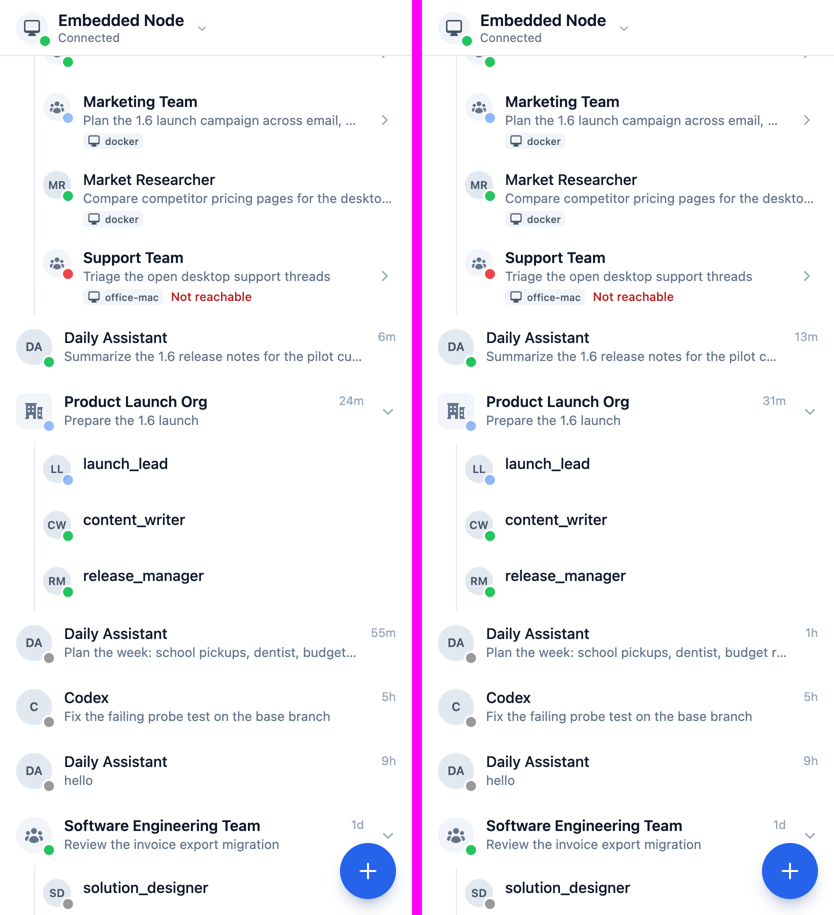 Embedded Node
Connected
Marketing Team
Plan the 1.6 launch campaign across email, ...
docker
MR
Market Researcher
Compare competitor pricing pages for the deskto...
docker
Support Team
Triage the open desktop support threads
office-mac Not reachable
DA
Daily Assistant 6m
Summarize the 1.6 release notes for the pilot cu...
Product Launch Org 24m
Prepare the 1.6 launch
LL
launch_lead
CW
content_writer
RM
release_manager
DA
Daily Assistant 55m
Plan the week: school pickups, dentist, budget...
C
Codex 5h
Fix the failing probe test on the base branch
DA
Daily Assistant 9h
hello
Software Engineering Team 1d
Review the invoice export migration
SD
solution_designer
Embedded Node
Connected
Marketing Team
Plan the 1.6 launch campaign across email, ...
docker
MR
Market Researcher
Compare competitor pricing pages for the deskto...
docker
Support Team
Triage the open desktop support threads
office-mac Not reachable
DA
Daily Assistant 13m
Summarize the 1.6 release notes for the pilot c...
Product Launch Org 31m
Prepare the 1.6 launch
LL
launch_lead
CW
content_writer
RM
release_manager
DA
Daily Assistant 1h
Plan the week: school pickups, dentist, budget r...
C
Codex 5h
Fix the failing probe test on the base branch
DA
Daily Assistant 9h
hello
Software Engineering Team 1d
Review the invoice export migration
SD
solution_designer